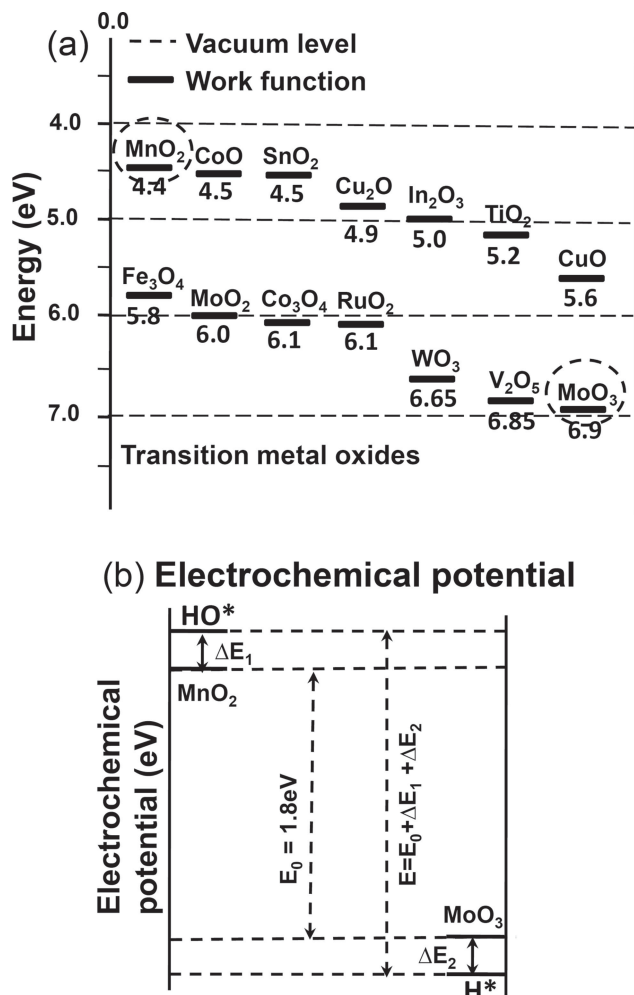 0.0
(a)
Vacuum level
Work function
Energy (eV)
4.0
MnO₂ CoO SnO₂
4.4 4.5 4.5
Cu₂O In₂O₃ TiO₂
5.0
4.9 5.0 5.2
CuO
5.6
Fe₃O₄ MoO₂ Co₃O₄ RuO₂
5.8
6.0
6.0 6.1 6.1
WO₃ V₂O₅ MoO₃
6.65 6.85 6.9
7.0
Transition metal oxides
(b) Electrochemical potential
HO*
ΔE₁
MnO₂
Electrochemical
potential (eV)
E₀ = 1.8eV
E=E₀+ΔE₁ +ΔE₂
MoO₃
ΔE₂
H*